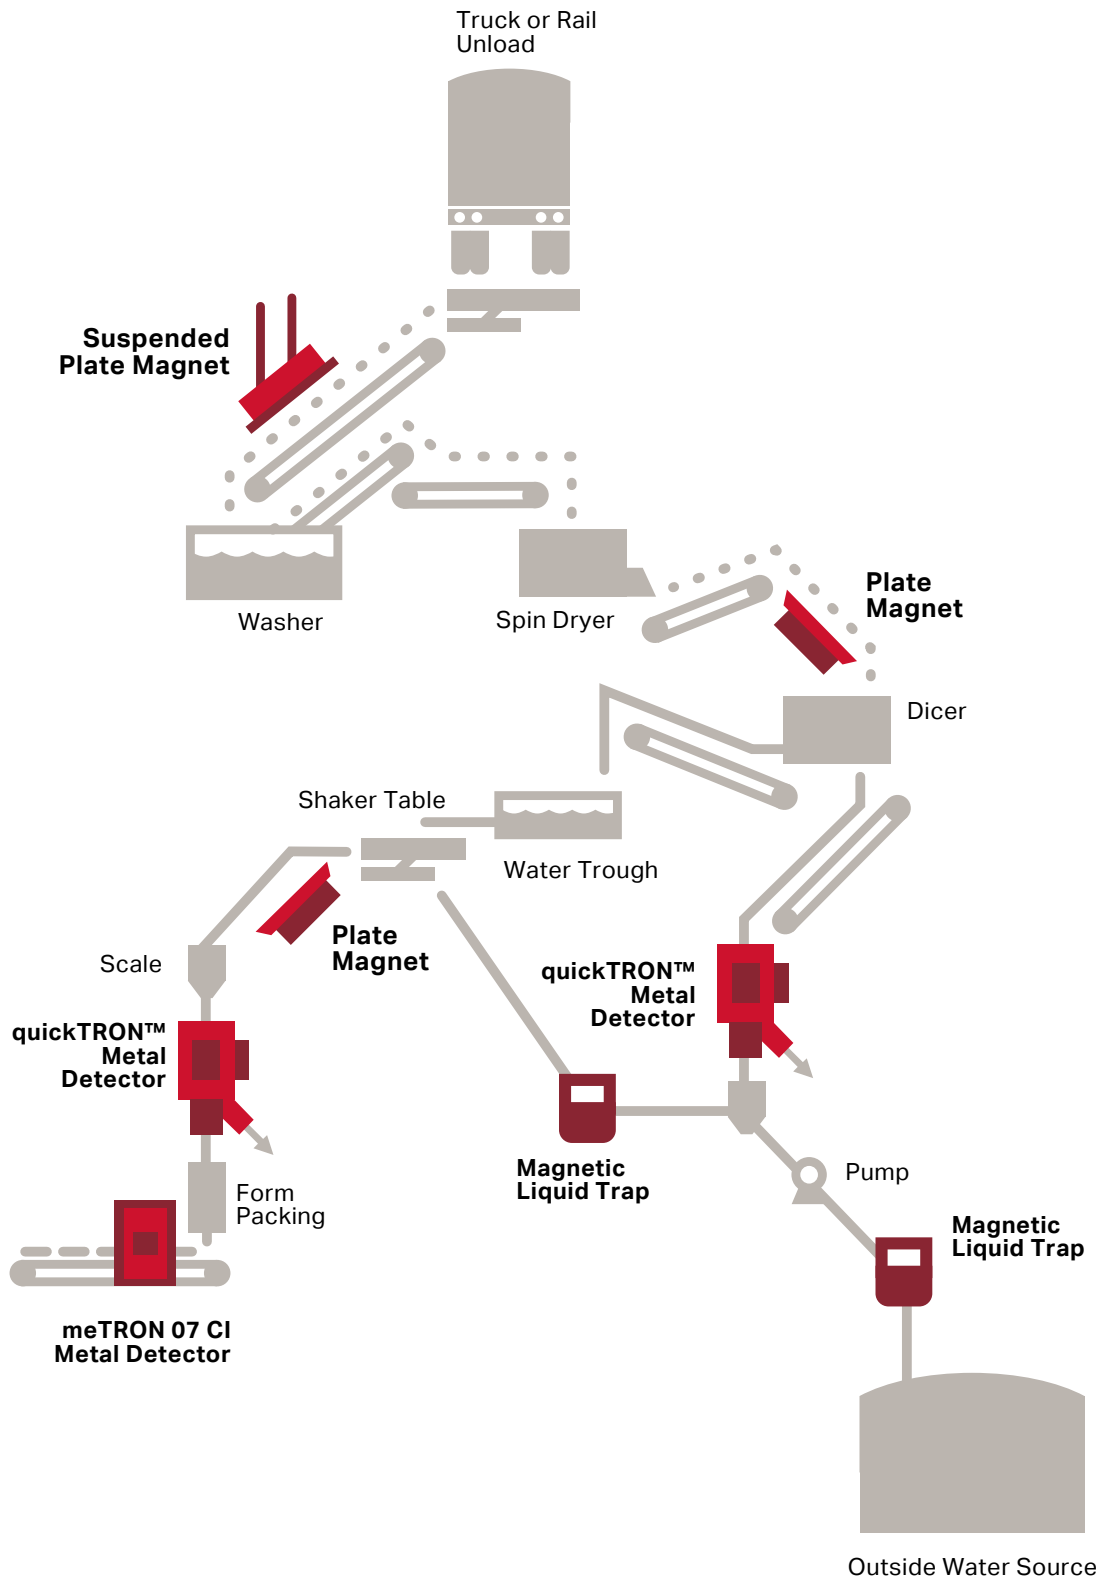 Truck or Rail
Unload
Suspended
Plate Magnet
Washer
Spin Dryer
Plate
Magnet
Dicer
Shaker Table
Water Trough
Plate
Magnet
Scale
quickTRON™
Metal
Detector
quickTRON™
Metal
Detector
Magnetic
Liquid Trap
Pump
Form
Packing
Magnetic
Liquid Trap
meTRON 07 CI
Metal Detector
Outside Water Source